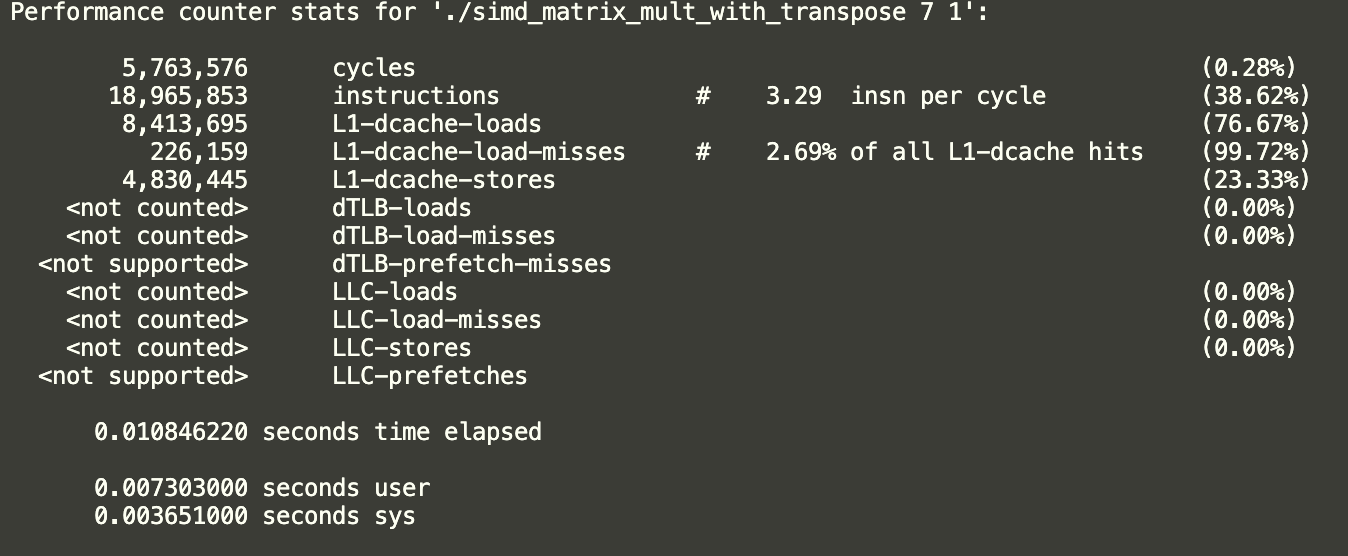 Performance counter stats for './simd_matrix_mult_with_transpose 7 1':
5,763,576 cycles (0.28%)
18,965,853 instructions # 3.29 insn per cycle (38.62%)
8,413,695 L1-dcache-loads (76.67%)
226,159 L1-dcache-load-misses # 2.69% of all L1-dcache hits (99.72%)
4,830,445 L1-dcache-stores (23.33%)
<not counted> dTLB-loads (0.00%)
<not counted> dTLB-load-misses (0.00%)
<not supported> dTLB-prefetch-misses
<not counted> LLC-loads (0.00%)
<not counted> LLC-load-misses (0.00%)
<not counted> LLC-stores (0.00%)
<not supported> LLC-prefetches
0.010846220 seconds time elapsed
0.007303000 seconds user
0.003651000 seconds sys